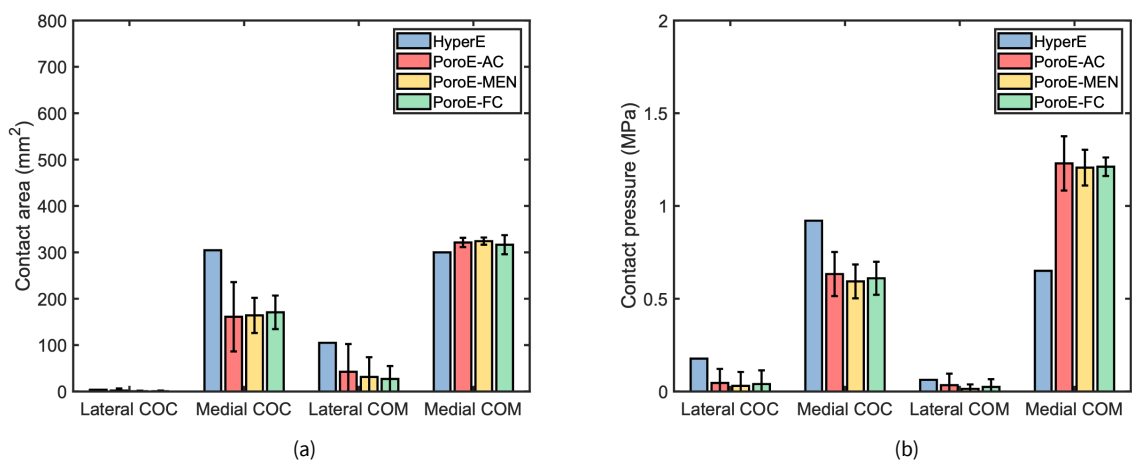 800
700
600
500
400
300
200
100
0
Contact area (mm²)
HyperE
PoroE-AC
PoroE-MEN
PoroE-FC
Lateral COC Medial COC Lateral COM Medial COM
(a)
2
1.5
1
0.5
0
Contact pressure (MPa)
HyperE
PoroE-AC
PoroE-MEN
PoroE-FC
Lateral COC Medial COC Lateral COM Medial COM
(b)